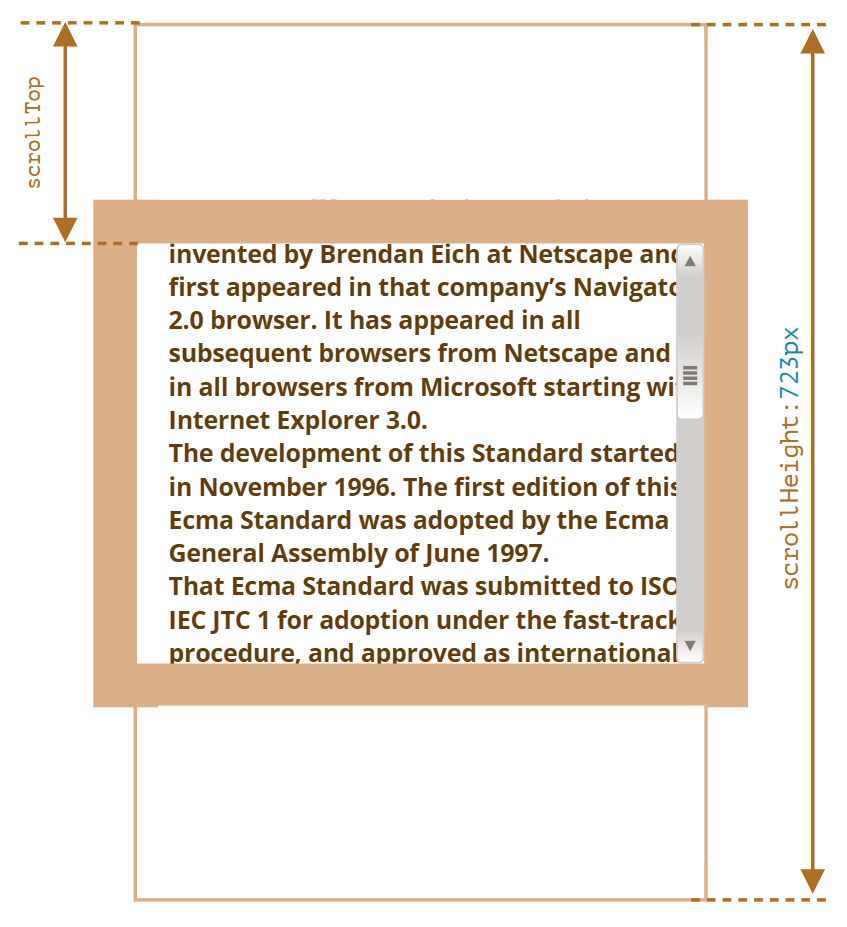 scrollTop
invented by Brendan Eich at Netscape and
first appeared in that company’s Navigato
2.0 browser. It has appeared in all
subsequent browsers from Netscape and
in all browsers from Microsoft starting wi
Internet Explorer 3.0.
The development of this Standard started
in November 1996. The first edition of this
Ecma Standard was adopted by the Ecma
General Assembly of June 1997.
That Ecma Standard was submitted to ISO
IEC JTC 1 for adoption under the fast-track
procedure, and approved as international
scrollHeight:723px